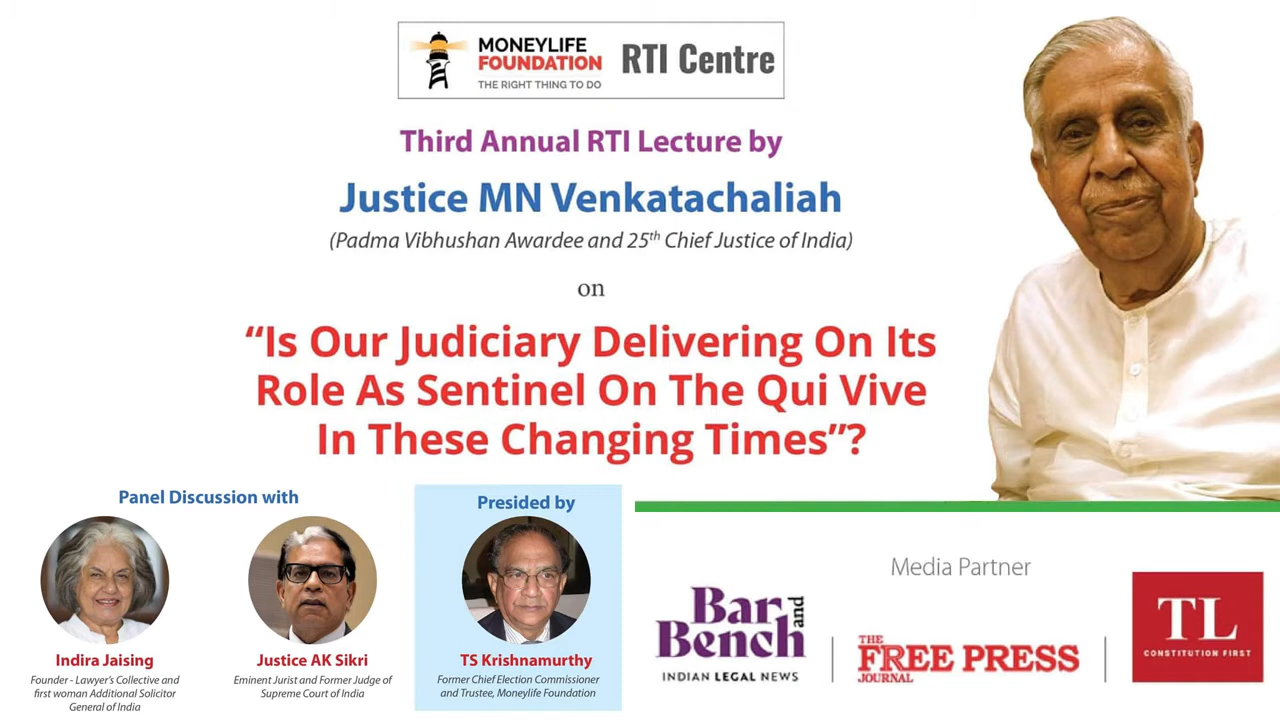 MONEYLIFE
FOUNDATION
THE RIGHT THING TO DO
RTI Centre
Third Annual RTI Lecture by
Justice MN Venkatachaliah
(Padma Vibhushan Awardee and 25th Chief Justice of India)
on
“Is Our Judiciary Delivering On Its
Role As Sentinel On The Qui Vive
In These Changing Times”?
Panel Discussion with
Indira Jaising
Founder - Lawyer's Collective and
first woman Additional Solicitor
General of India
Justice AK Sikri
Eminent Jurist and Former Judge of
Supreme Court of India
Presided by
TS Krishnamurthy
Former Chief Election Commissioner
and Trustee, Moneylife Foundation
Media Partner
Bar and
Bench
INDIAN LEGAL NEWS
THE
FREE PRESS
JOURNAL
TL
CONSTITUTION FIRST